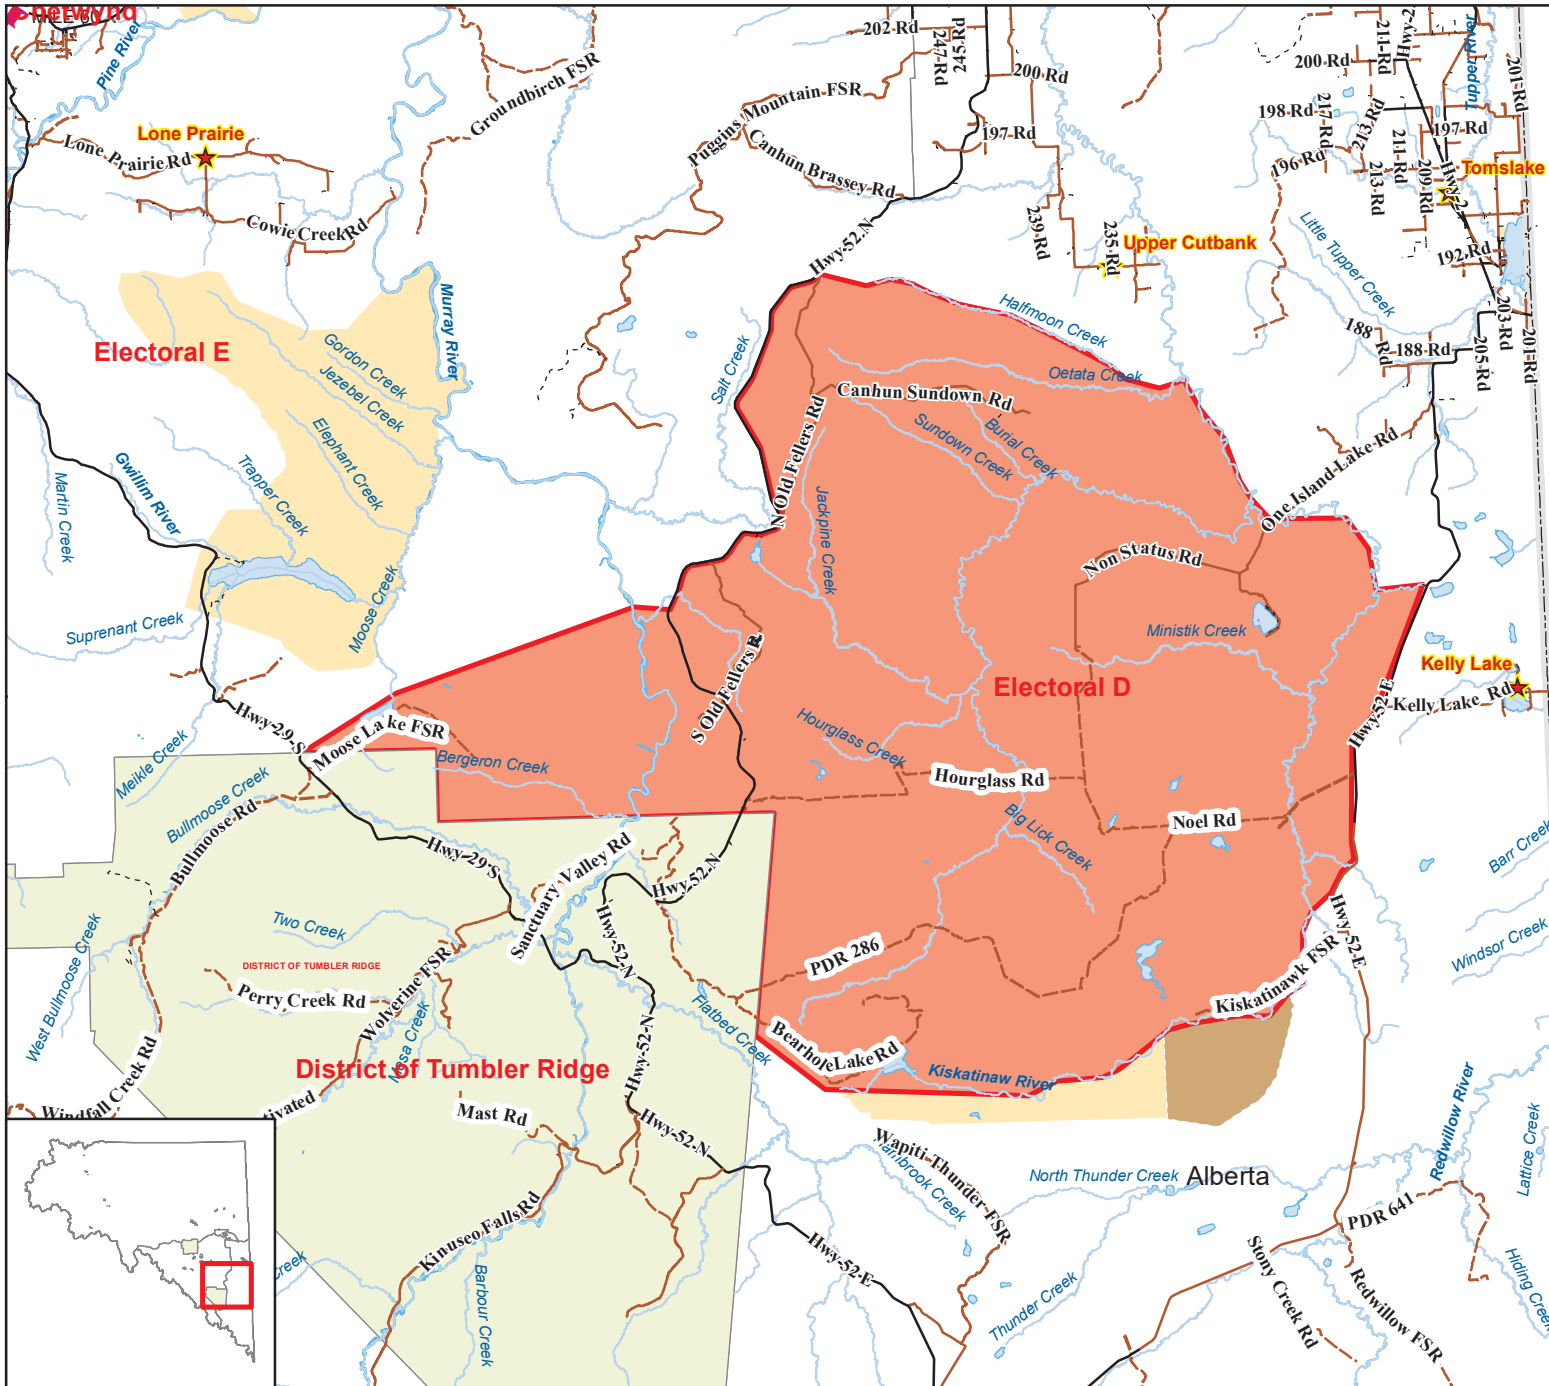 Chetwynd
MILE 60
Pine River
Lone Prairie
Lone Prairie Rd
Cowie Creek Rd
Groundbirch FSR
Puggins Mountain FSR
Canhun Brassey Rd
202 Rd
247 Rd
245 Rd
200 Rd
197 Rd
239 Rd
235 Rd
Upper Cutbank
Hwy 52 N
200 Rd
211 Rd
Hwy 2
Tupper River
201 Rd
198 Rd
217 Rd
213 Rd
197 Rd
196 Rd
213 Rd
211 Rd
209 Rd
Hwy 2
Tomslake
192 Rd
Little Tupper Creek
188 Rd
188 Rd
205 Rd
203 Rd
201 Rd
Electoral E
Murray River
Gordon Creek
Jezebel Creek
Elephant Creek
Trapper Creek
Gwillim River
Martin Creek
Suprenant Creek
Moose Creek
Salt Creek
Halfmoon Creek
Oetata Creek
Canhun Sundown Rd
Burial Creek
Sundown Creek
N Old Fellers Rd
Jackpine Creek
One Island Lake Rd
Non Status Rd
Ministik Creek
Electoral D
Kelly Lake
Kelly Lake Rd
Hwy 52 E
S Old Fellers R
Hourglass Creek
Hourglass Rd
Noel Rd
Big Lick Creek
Hwy 29 S
Moose Lake FSR
Bergeron Creek
Meikle Creek
Bullmoose Creek
Bullmoose Rd
Hwy 29 S
Sanctuary Valley Rd
Hwy 52 N
Hwy 52 N
Two Creek
West Bullmoose Creek
DISTRICT OF TUMBLER RIDGE
Perry Creek Rd
Wolverine FSR
Mosa Creek
Flatbed Creek
PDR 286
Bearhole Lake Rd
Kiskatinaw River
Kiskatinawk FSR
Hwy 52 E
Barr Creek
Windsor Creek
District of Tumbler Ridge
Windfall Creek Rd
tivated
Mast Rd
Hwy 52 N
Hwy 52 N
Wapiti Thunder FSR
North Thunder Creek
Alberta
Redwillow River
Lattice Creek
PDR 641
Kinuseo Falls Rd
Barbour Creek
Creek
Hwy 52 E
Thunder Creek
Stony Creek Rd
Redwillow FSR
Hiding Creek